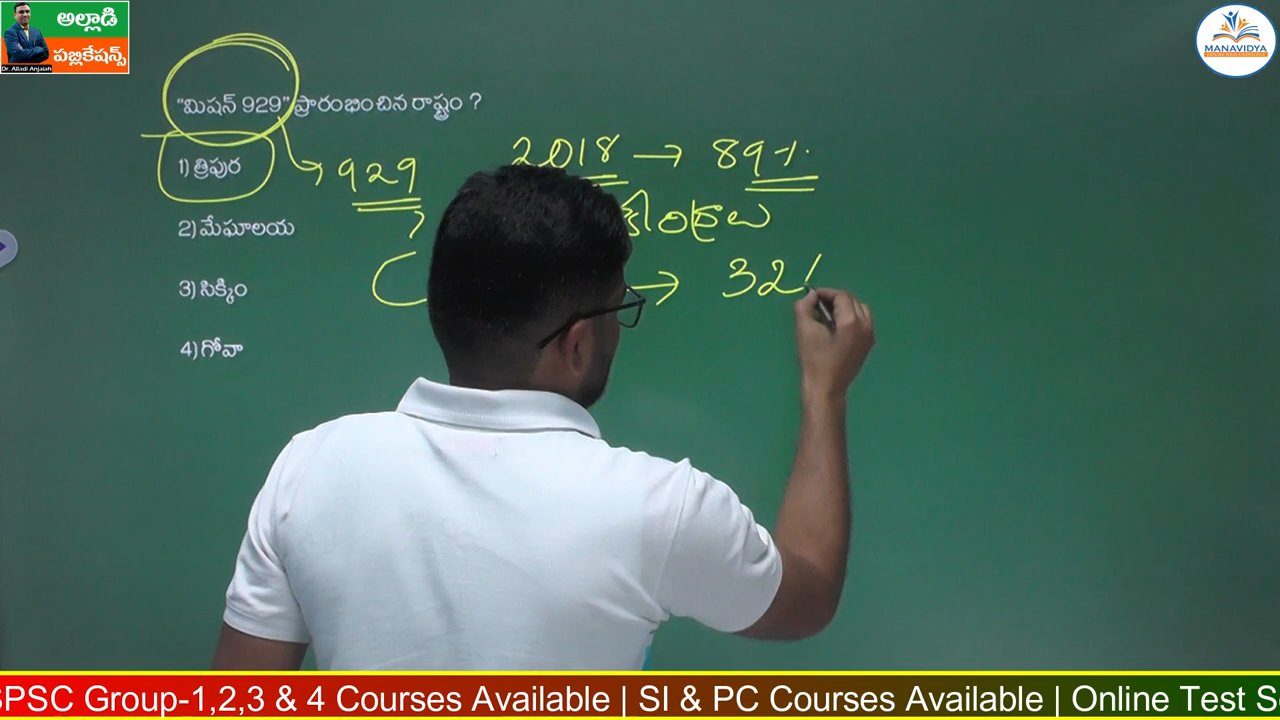 అల్లాడి
పబ్లికేషన్స్
Dr. Alladi Anjaiah
MANAVIDYA
"మిషన్ 929" ప్రారంభించిన రాష్ట్రం ?
1) త్రిపుర
929
2018 → 89%
2) మేఘాలయ
3) సిక్కిం
→ 32
4) గోవా
SPSC Group-1,2,3 & 4 Courses Available | SI & PC Courses Available | Online Test S